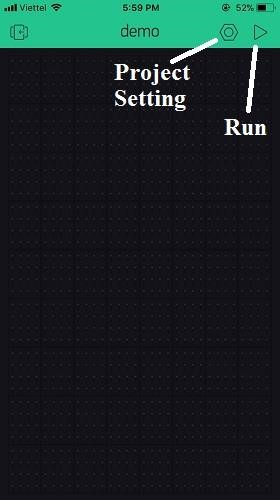 Viettel 5:59 PM 52%
demo
Project
Setting
Run